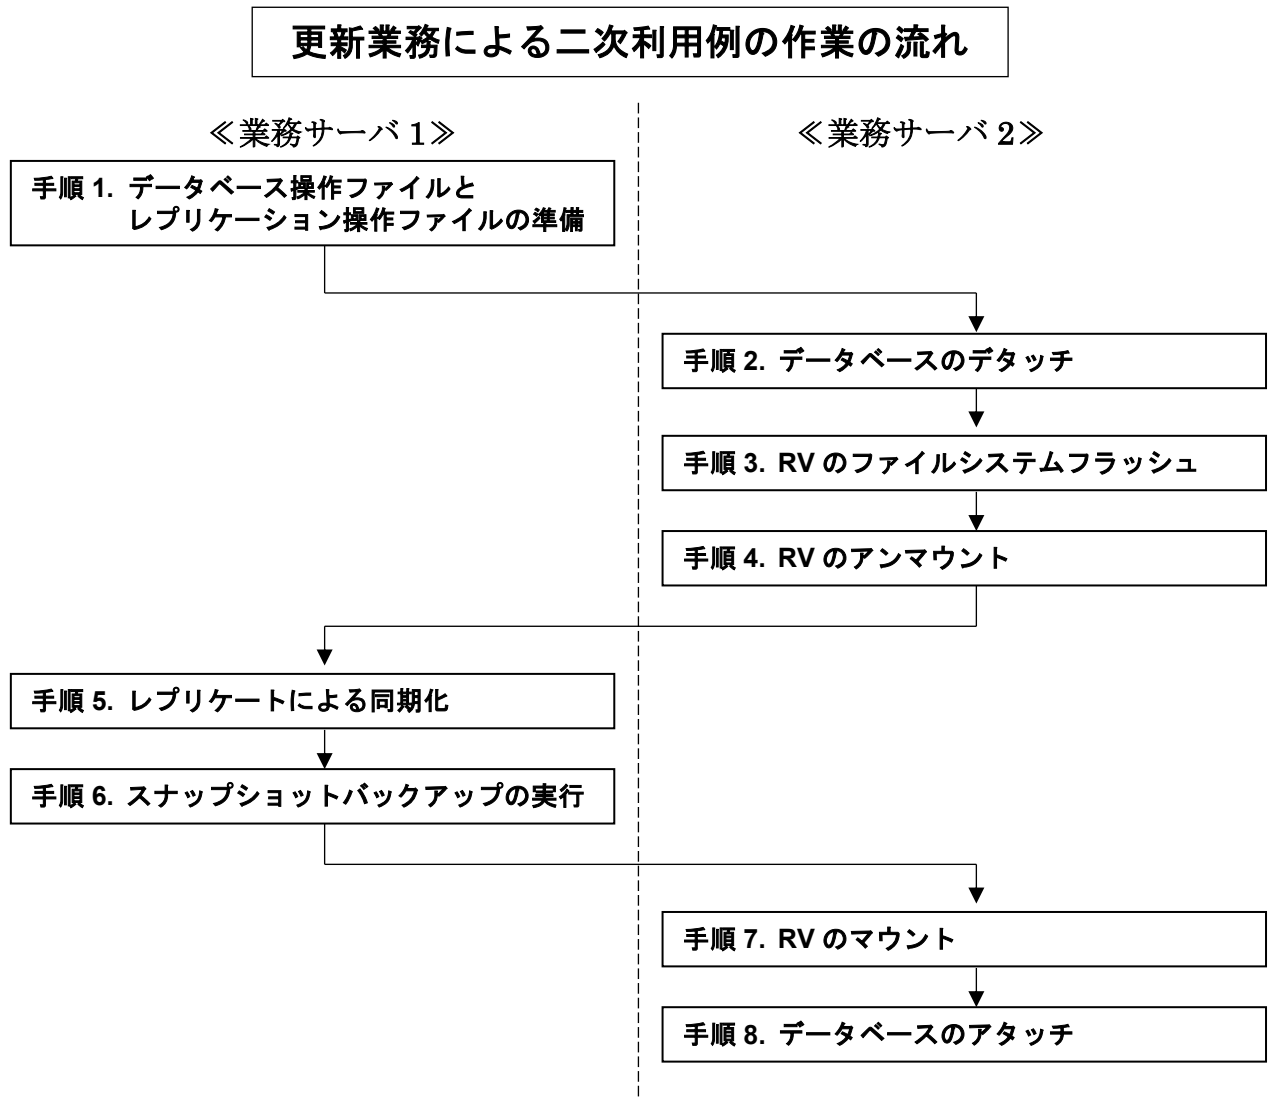 更新業務による二次利用例の作業の流れ
≪業務サーバ 1≫
≪業務サーバ 2≫
手順 1. データベース操作ファイルと
レプリケーション操作ファイルの準備
手順 2. データベースのデタッチ
手順 3. RV のファイルシステムフラッシュ
手順 4. RV のアンマウント
手順 5. レプリケートによる同期化
手順 6. スナップショットバックアップの実行
手順 7. RV のマウント
手順 8. データベースのアタッチ